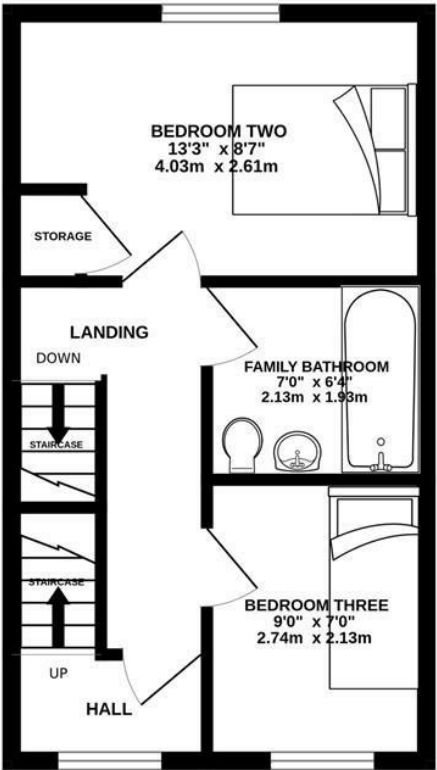 BEDROOM TWO
13'3" x 8'7"
4.03m x 2.61m
STORAGE
LANDING
DOWN
STAIRCASE
FAMILY BATHROOM
7'0" x 6'4"
2.13m x 1.93m
STAIRCASE
BEDROOM THREE
9'0" x 7'0"
2.74m x 2.13m
UP
HALL